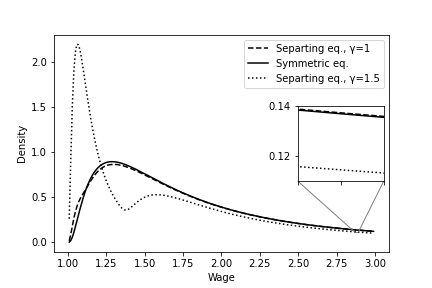 Separting eq., γ=1
Symmetric eq.
Separting eq., γ=1.5
2.0
1.5
1.0
0.5
0.0
Density
0.14
0.12
1.00 1.25 1.50 1.75 2.00 2.25 2.50 2.75 3.00
Wage